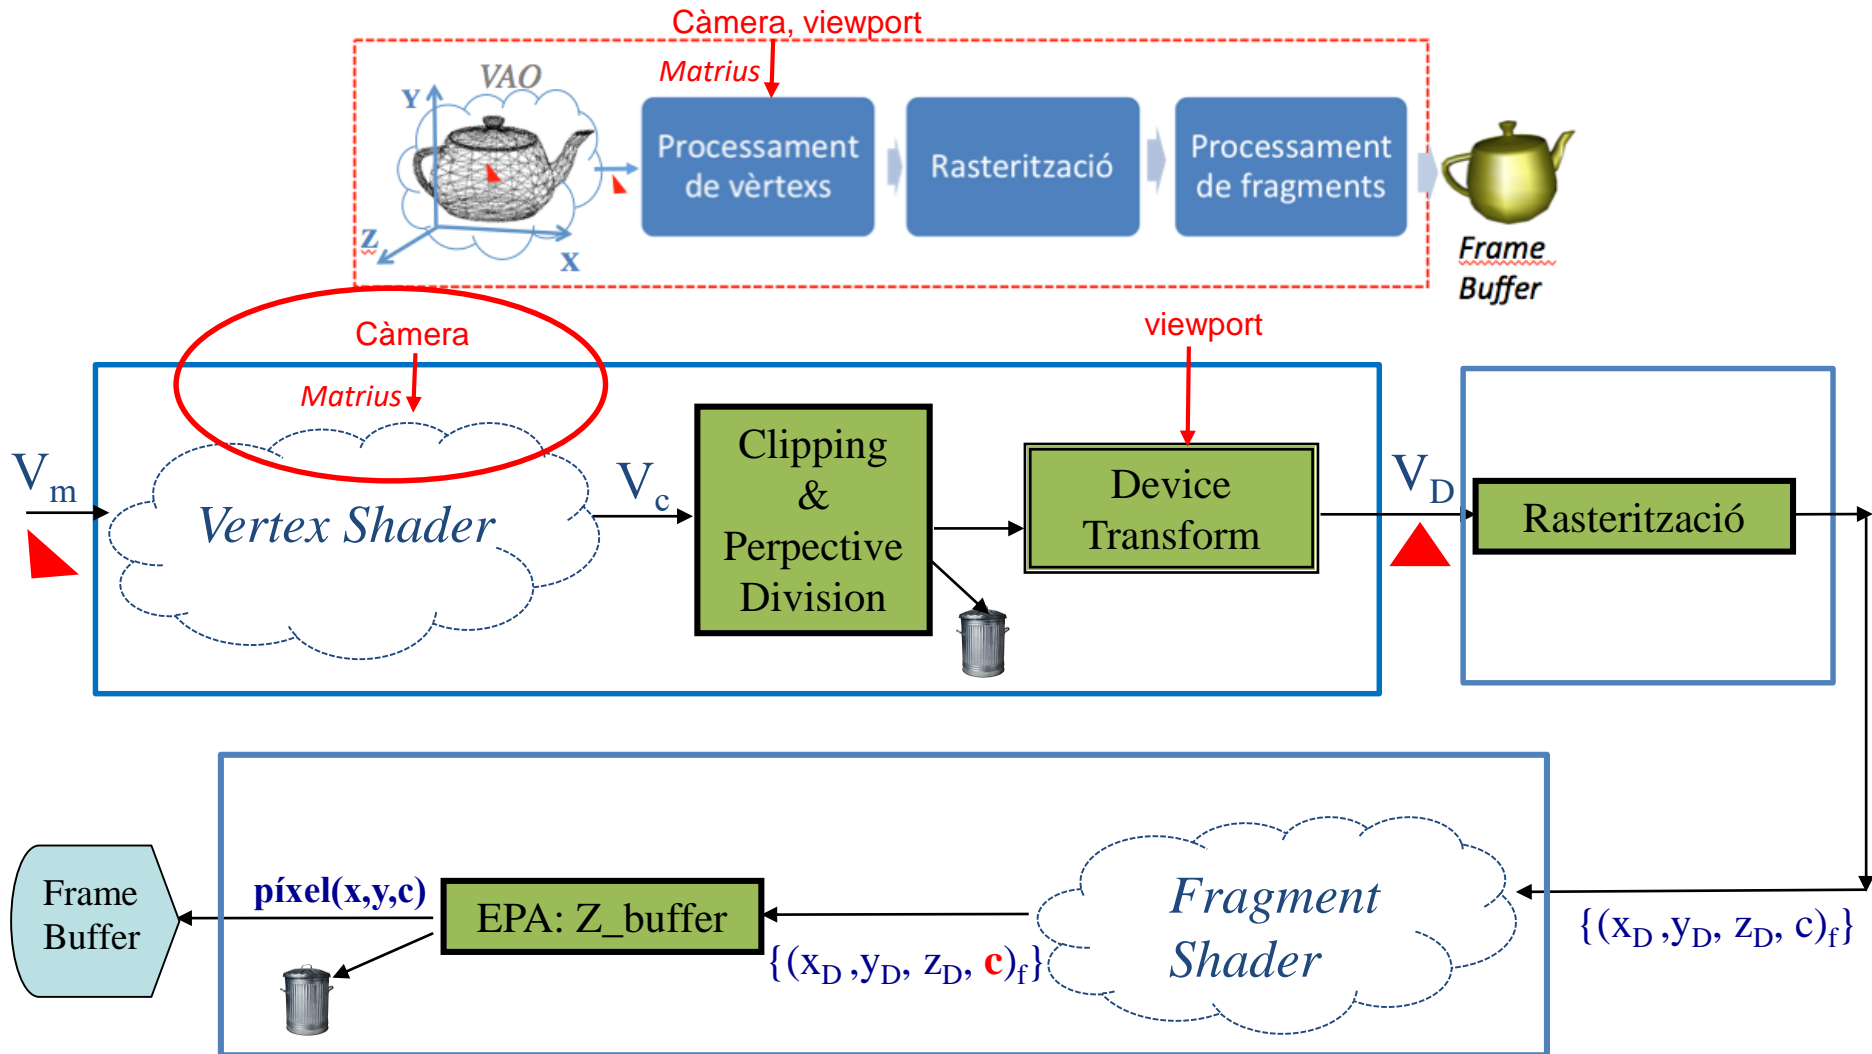 Càmera, viewport
Matrius
VAO
Y
Z
X
Processament
de vèrtexs
Rasterització
Processament
de fragments
Frame
Buffer
Càmera
Matrius
viewport
Vm
Vertex Shader
Vc
Clipping
&
Perpective
Division
Device
Transform
VD
Rasterització
Frame
Buffer
píxel(x,y,c)
EPA: Z_buffer
{(xD ,yD, zD, c)f}
Fragment
Shader
{(xD ,yD, zD, c)f}